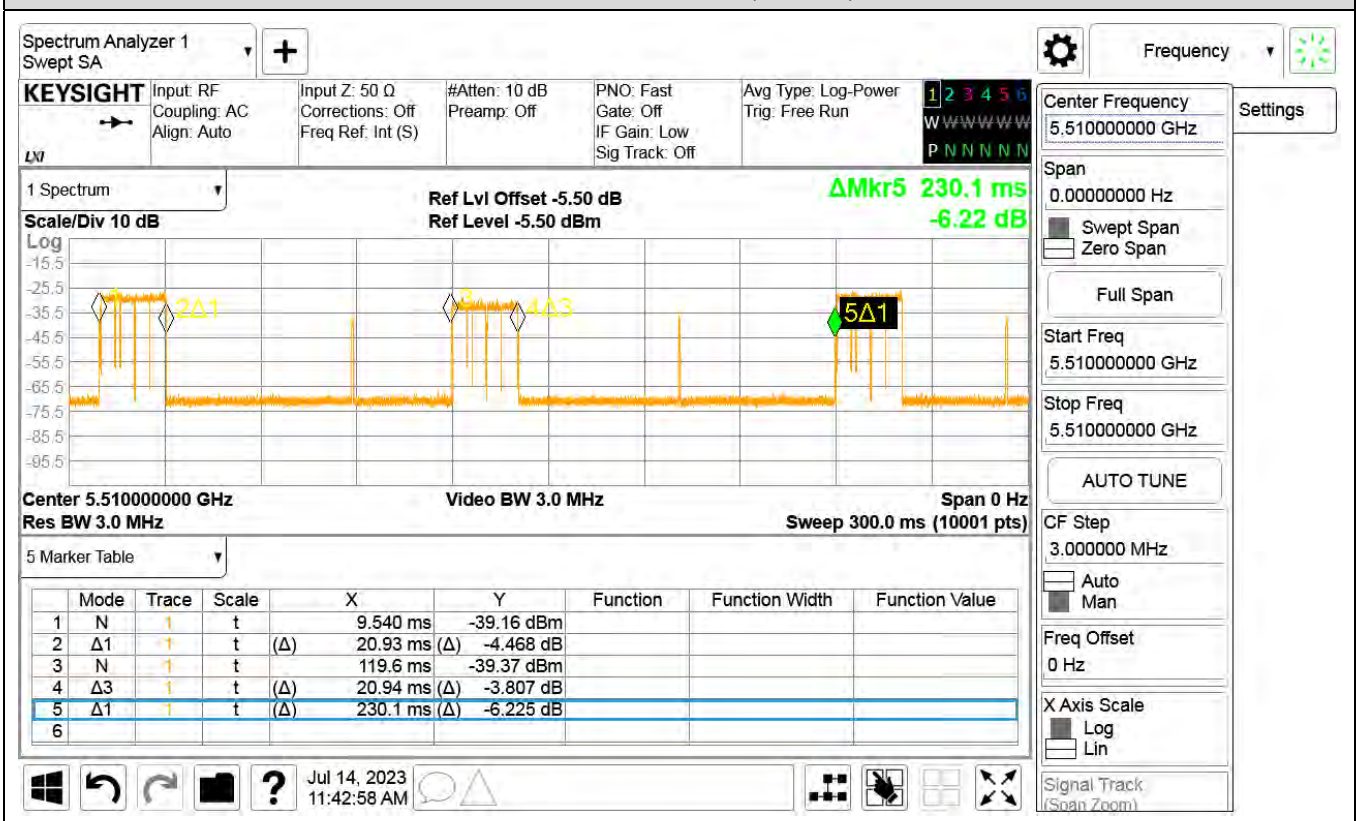 Spectrum Analyzer 1
Swept SA
+
Frequency
KEYSIGHT
LXI
Input: RF
Coupling: AC
Align: Auto
Input Z: 50 Ω
Corrections: Off
Freq Ref: Int (S)
#Atten: 10 dB
Preamp: Off
PNO: Fast
Gate: Off
IF Gain: Low
Sig Track: Off
Avg Type: Log-Power
Trig: Free Run
1 2 3 4 5 6
W W W W W W
P N N N N N
Center Frequency
5.510000000 GHz
Settings
Span
0.00000000 Hz
Swept Span
Zero Span
Full Span
Start Freq
5.510000000 GHz
Stop Freq
5.510000000 GHz
AUTO TUNE
CF Step
3.000000 MHz
Auto
Man
Freq Offset
0 Hz
X Axis Scale
Log
Lin
Signal Track
(Span Zoom)
1 Spectrum
Scale/Div 10 dB
Ref Lvl Offset -5.50 dB
Ref Level -5.50 dBm
ΔMkr5 230.1 ms
-6.22 dB
Log
-15.5
-25.5
-35.5
-45.5
-55.5
-65.5
-75.5
-85.5
-95.5
1
2Δ1
3
4Δ3
5Δ1
Center 5.510000000 GHz
Video BW 3.0 MHz
Span 0 Hz
Res BW 3.0 MHz
Sweep 300.0 ms (10001 pts)
5 Marker Table
Mode Trace Scale X Y Function Function Width Function Value
1 N 1 t 9.540 ms -39.16 dBm
2 Δ1 1 t (Δ) 20.93 ms (Δ) -4.468 dB
3 N 1 t 119.6 ms -39.37 dBm
4 Δ3 1 t (Δ) 20.94 ms (Δ) -3.807 dB
5 Δ1 1 t (Δ) 230.1 ms (Δ) -6.225 dB
6
?
Jul 14, 2023
11:42:58 AM